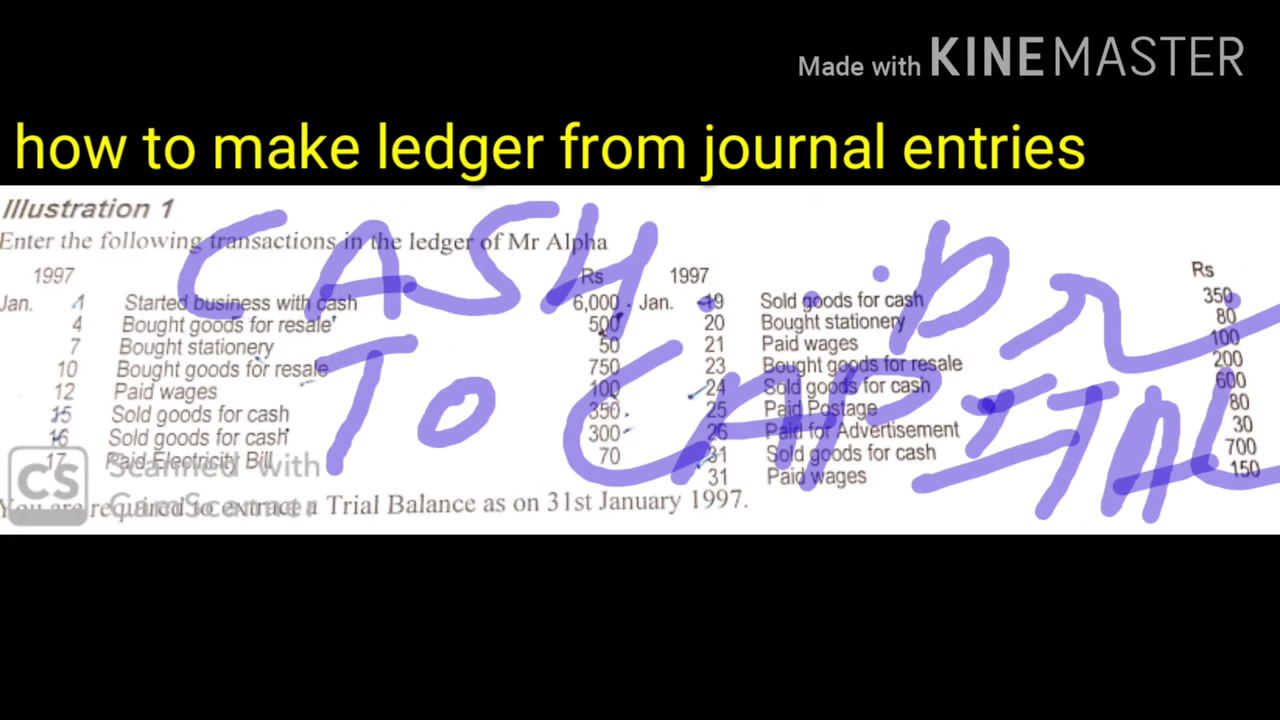 Made with KINEMASTER
how to make ledger from journal entries
Illustration 1
Enter the following transactions in the ledger of Mr Alpha
1997 Rs 1997 Rs
Jan. 1 Started business with cash 6,000 Jan. 19 Sold goods for cash 350
4 Bought goods for resale 500 20 Bought stationery 80
7 Bought stationery 50 21 Paid wages 100
10 Bought goods for resale 750 23 Bought goods for resale 200
12 Paid wages 100 24 Sold goods for cash 600
15 Sold goods for cash 350 25 Paid Postage 80
16 Sold goods for cash 300 26 Paid for Advertisement 30
17 Paid Electricity Bill 70 31 Sold goods for cash 700
31 Paid wages 150
You are required to extract a Trial Balance as on 31st January 1997.
CS Scanned with CamScanner
CASH Dr
TO CAPITAL